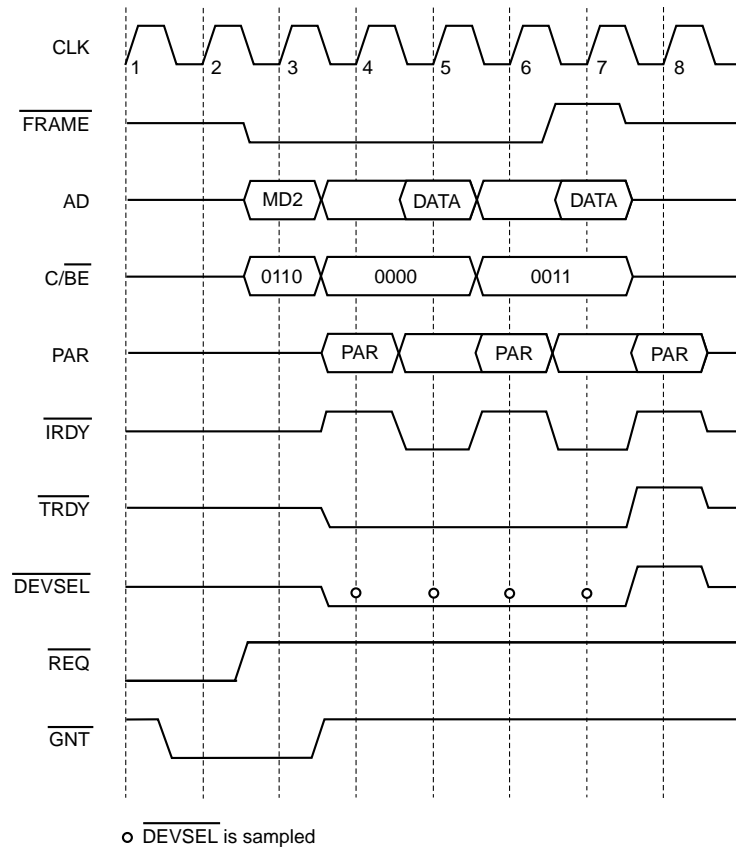 CLK
1 2 3 4 5 6 7 8
FRAME
AD MD2 DATA DATA
C/BE 0110 0000 0011
PAR PAR PAR PAR
IRDY
TRDY
DEVSEL
REQ
GNT
DEVSEL is sampled